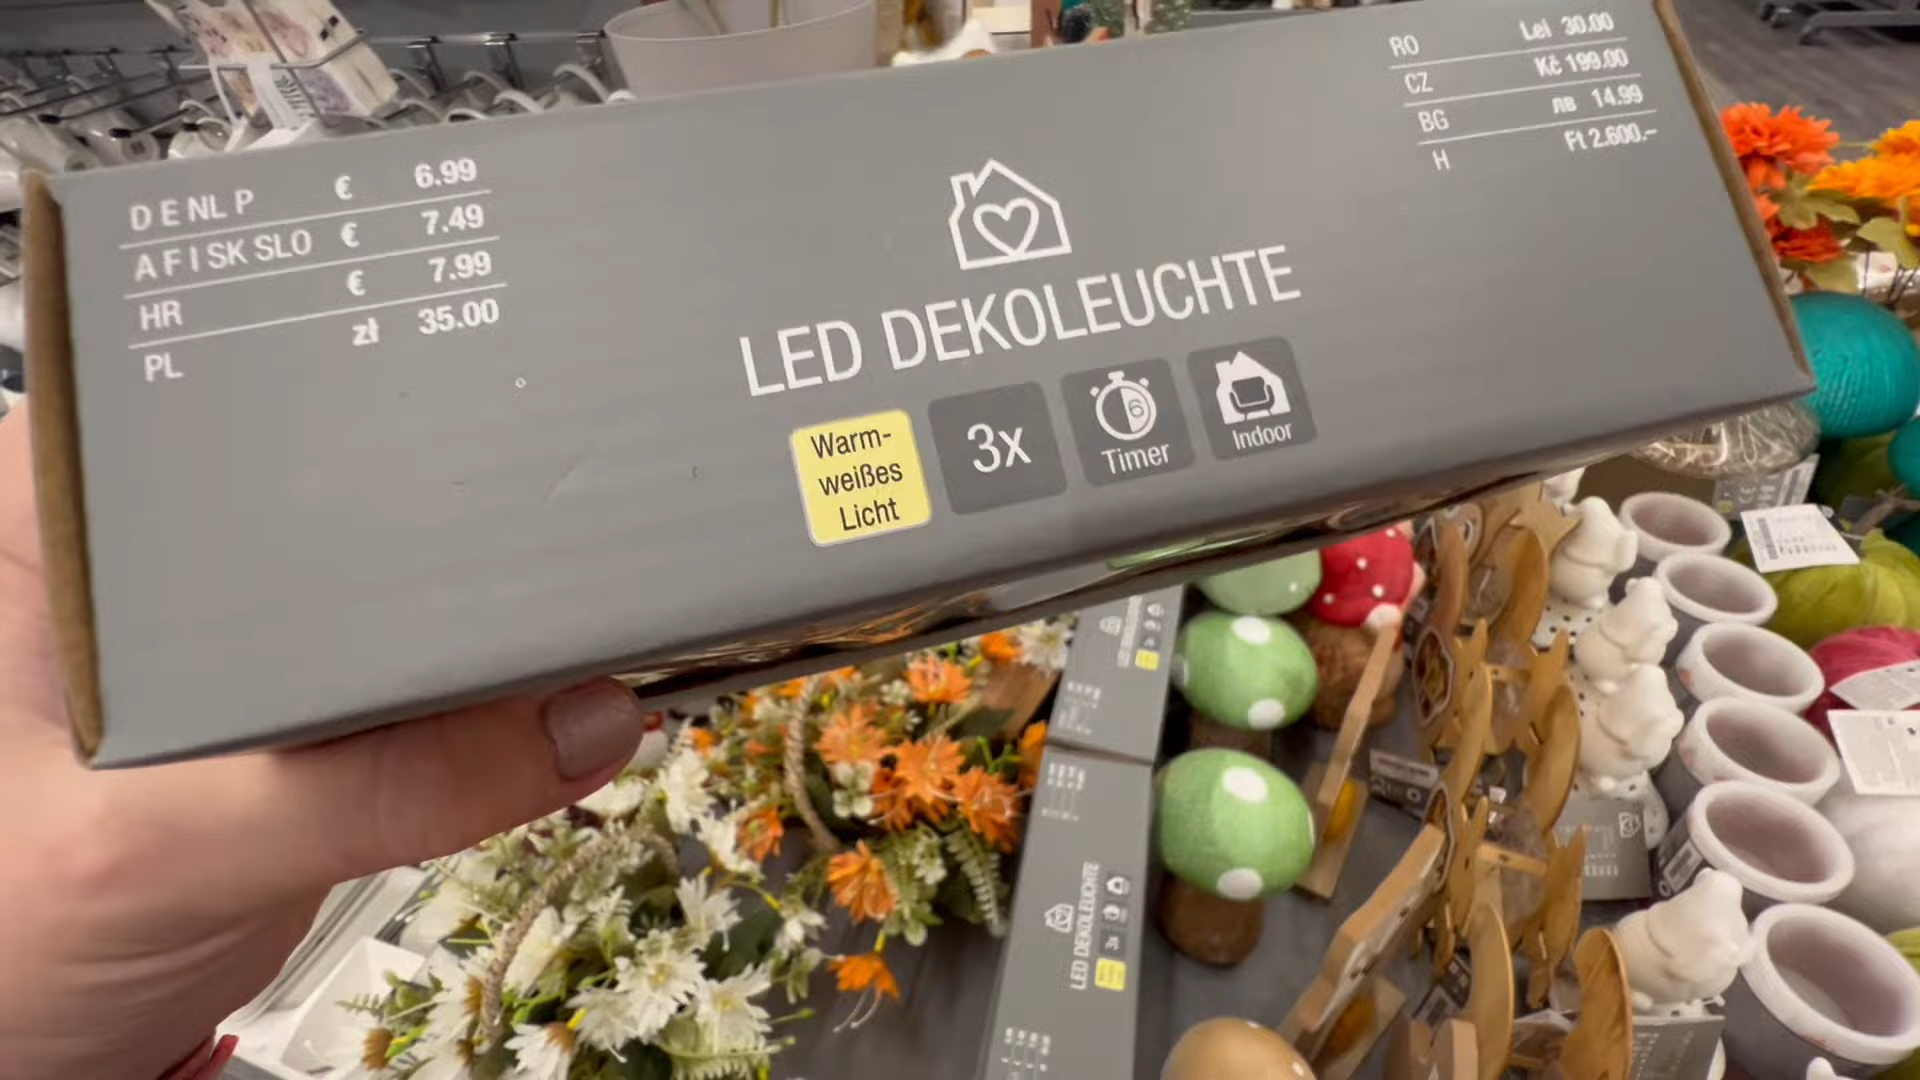 D E NL P € 6.99
A F I SK SLO € 7.49
HR € 7.99
PL zł 35.00
RO Lei 30.00
CZ Kč 199.00
BG лв 14.99
H Ft 2.600.-
LED DEKOLEUCHTE
Warm-
weißes
Licht
3x
6
Timer
Indoor
LED DEKOLEUCHTE